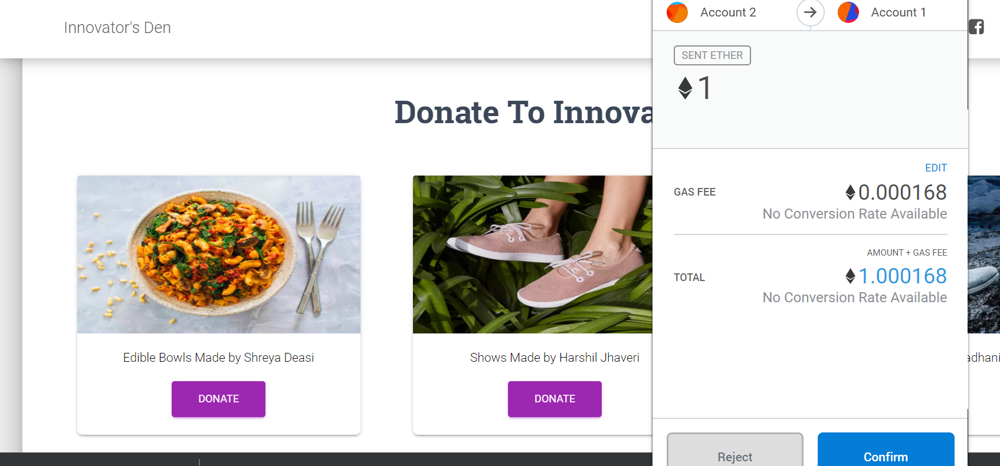 Innovator's Den
Donate To Innova
Edible Bowls Made by Shreya Deasi
DONATE
Shows Made by Harshil Jhaveri
DONATE
adhani
Account 2
Account 1
SENT ETHER
1
EDIT
GAS FEE
0.000168
No Conversion Rate Available
AMOUNT + GAS FEE
TOTAL
1.000168
No Conversion Rate Available
Reject
Confirm